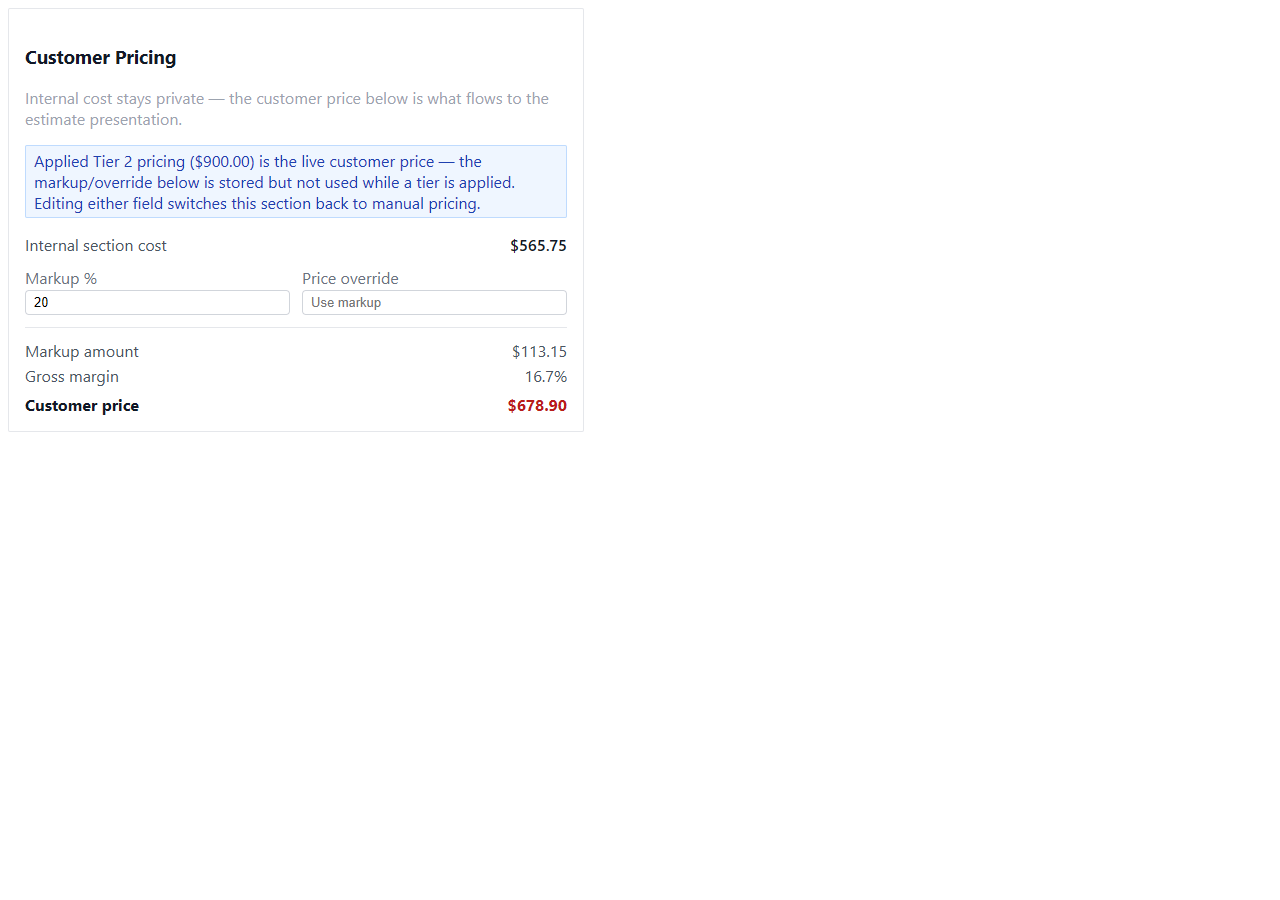 Customer Pricing
Internal cost stays private — the customer price below is what flows to the
estimate presentation.
Applied Tier 2 pricing ($900.00) is the live customer price — the
markup/override below is stored but not used while a tier is applied.
Editing either field switches this section back to manual pricing.
Internal section cost $565.75
Markup % Price override
20 Use markup
Markup amount $113.15
Gross margin 16.7%
Customer price $678.90